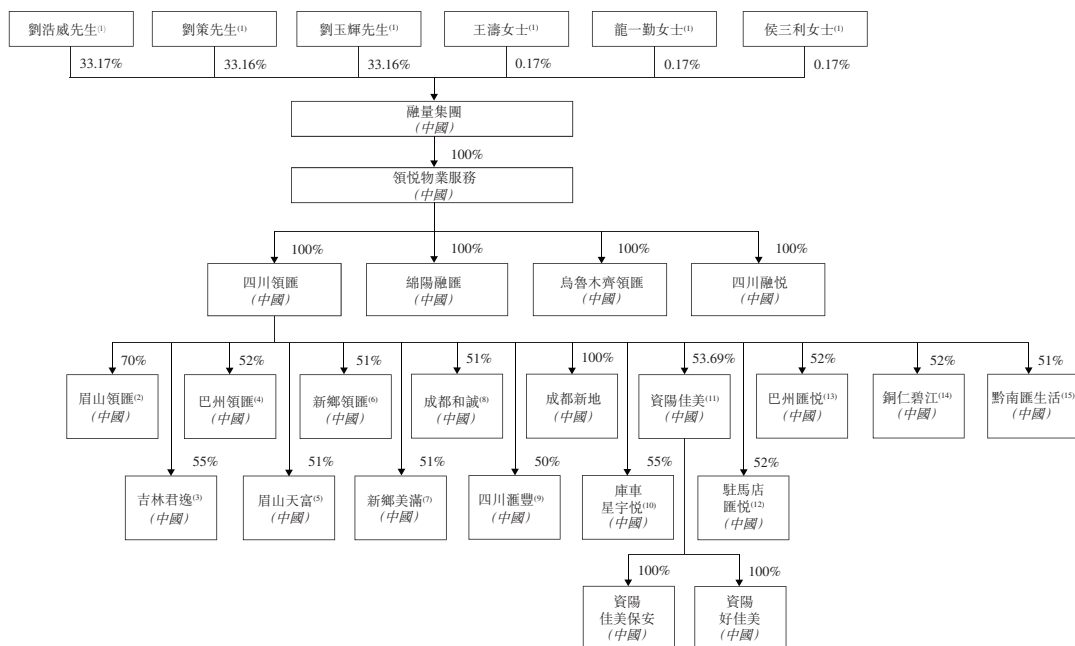 劉浩威先生(1)
劉策先生(1)
劉玉輝先生(1)
王濤女士(1)
龍一勤女士(1)
侯三利女士(1)
33.17%
33.16%
33.16%
0.17%
0.17%
0.17%
融量集團
(中國)
100%
領悦物業服務
(中國)
100%
100%
100%
100%
四川領匯
(中國)
綿陽融匯
(中國)
烏魯木齊領匯
(中國)
四川融悦
(中國)
70%
52%
51%
51%
100%
53.69%
52%
52%
51%
眉山領匯(2)
(中國)
巴州領匯(4)
(中國)
新鄉領匯(6)
(中國)
成都和誠(8)
(中國)
成都新地
(中國)
資陽佳美(11)
(中國)
巴州匯悦(13)
(中國)
銅仁碧江(14)
(中國)
黔南匯生活(15)
(中國)
55%
51%
51%
50%
55%
52%
吉林君逸(3)
(中國)
眉山天富(5)
(中國)
新鄉美滿(7)
(中國)
四川滙豐(9)
(中國)
庫車
星宇悦(10)
(中國)
駐馬店
匯悦(12)
(中國)
100%
100%
資陽
佳美保安
(中國)
資陽
好佳美
(中國)